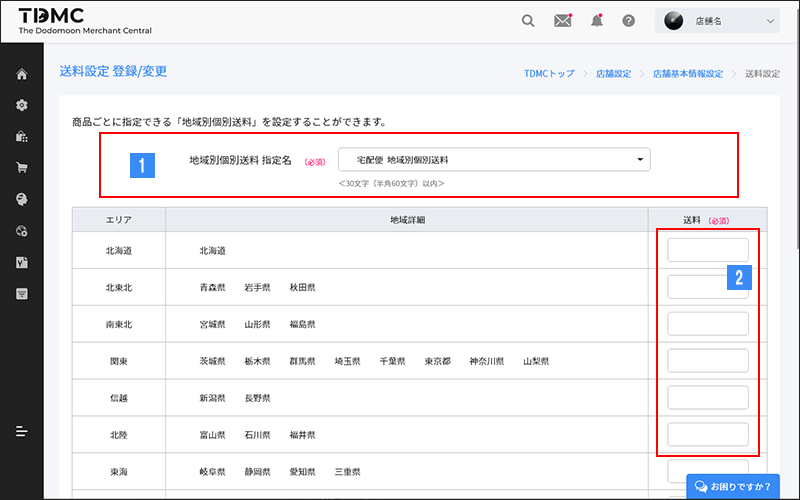 TDMC
The Dodomoon Merchant Central
店舗名
送料設定 登録/変更
TDMCトップ > 店舗設定 > 店舗基本情報設定 > 送料設定
商品ごとに指定できる「地域別個別送料」を設定することができます。
1
地域別個別送料 指定名 （必須） 宅配便 地域別個別送料
＜30文字（半角60文字）以内＞
エリア 地域詳細 送料 （必須）
北海道 北海道
北東北 青森県 岩手県 秋田県
2
南東北 宮城県 山形県 福島県
関東 茨城県 栃木県 群馬県 埼玉県 千葉県 東京都 神奈川県 山梨県
信越 新潟県 長野県
北陸 富山県 石川県 福井県
東海 岐阜県 静岡県 愛知県 三重県
お困りですか？